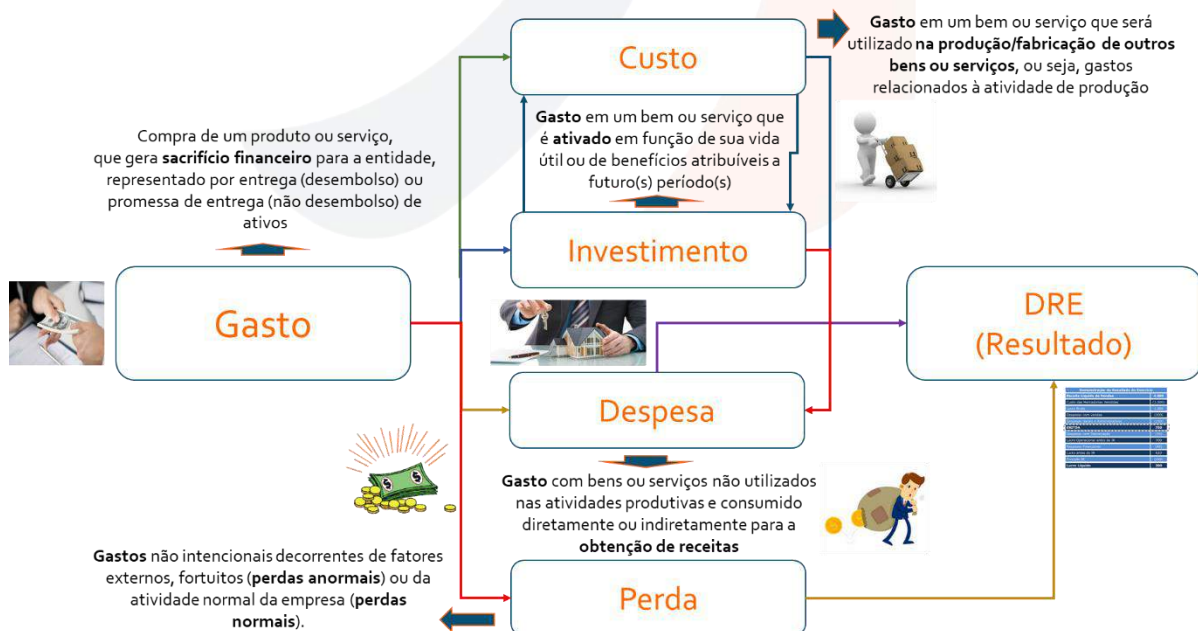 Custo
Gasto em um bem ou serviço que será
utilizado na produção/fabricação de outros
bens ou serviços, ou seja, gastos
relacionados à atividade de produção
Compra de um produto ou serviço,
que gera sacrifício financeiro para a entidade,
representado por entrega (desembolso) ou
promessa de entrega (não desembolso) de
ativos
Gasto em um bem ou serviço que
é ativado em função de sua vida
útil ou de benefícios atribuíveis a
futuro(s) período(s)
Investimento
Gasto
DRE
(Resultado)
Despesa
Gasto com bens ou serviços não utilizados
nas atividades produtivas e consumido
diretamente ou indiretamente para a
obtenção de receitas
Gastos não intencionais decorrentes de fatores
externos, fortuitos (perdas anormais) ou da
atividade normal da empresa (perdas
normais).
Perda